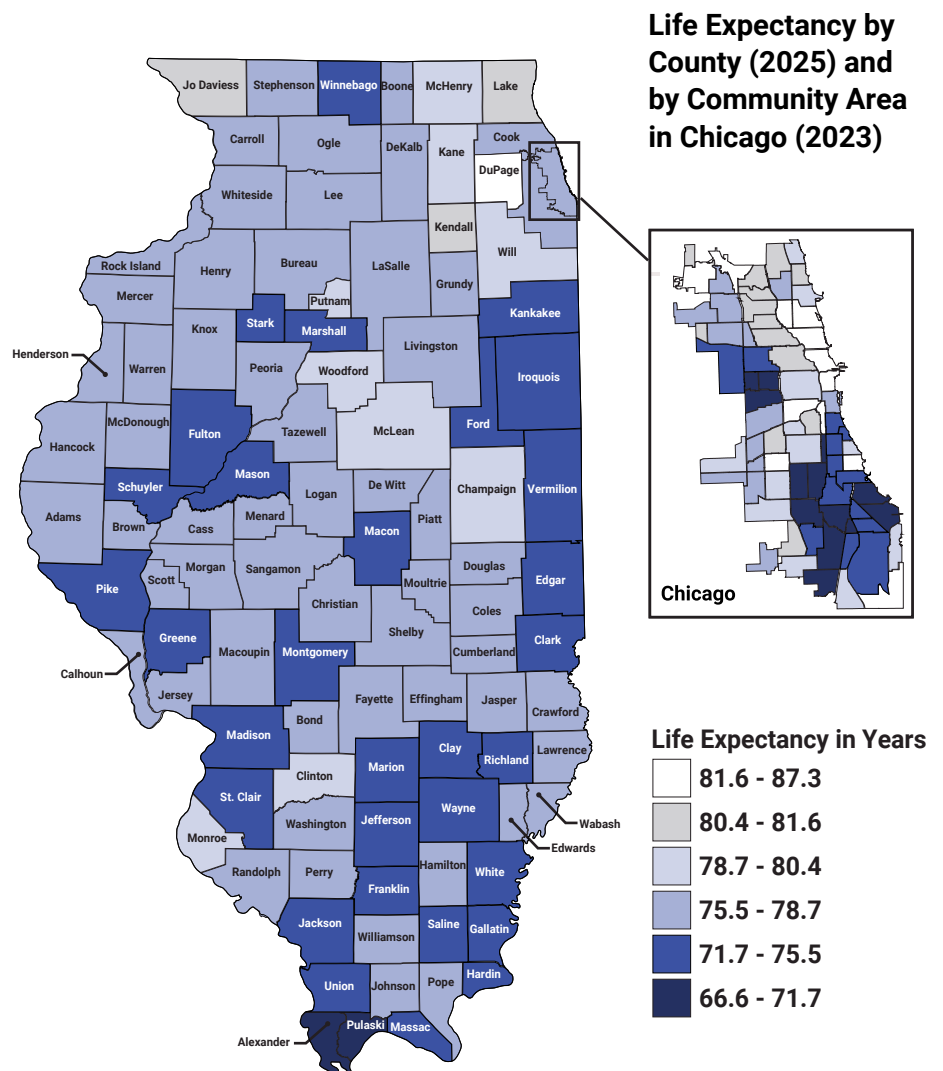 Life Expectancy by
County (2025) and
by Community Area
in Chicago (2023)
Jo Daviess
Stephenson
Winnebago
Boone
McHenry
Lake
Carroll
Ogle
DeKalb
Kane
Cook
DuPage
Whiteside
Lee
Kendall
Will
Rock Island
Henry
Bureau
LaSalle
Grundy
Mercer
Putnam
Kankakee
Stark
Marshall
Knox
Livingston
Henderson
Warren
Peoria
Woodford
Iroquois
Hancock
McDonough
Fulton
Tazewell
McLean
Ford
Schuyler
Mason
Logan
De Witt
Champaign
Vermilion
Adams
Brown
Cass
Menard
Macon
Piatt
Pike
Scott
Morgan
Sangamon
Moultrie
Douglas
Edgar
Christian
Coles
Greene
Macoupin
Montgomery
Shelby
Cumberland
Clark
Calhoun
Jersey
Fayette
Effingham
Jasper
Crawford
Bond
Madison
Marion
Clay
Richland
Lawrence
Clinton
St. Clair
Jefferson
Wayne
Wabash
Edwards
Monroe
Washington
Randolph
Perry
Franklin
Hamilton
White
Jackson
Williamson
Saline
Gallatin
Union
Johnson
Pope
Hardin
Alexander
Pulaski
Massac
Chicago
Life Expectancy in Years
81.6 - 87.3
80.4 - 81.6
78.7 - 80.4
75.5 - 78.7
71.7 - 75.5
66.6 - 71.7